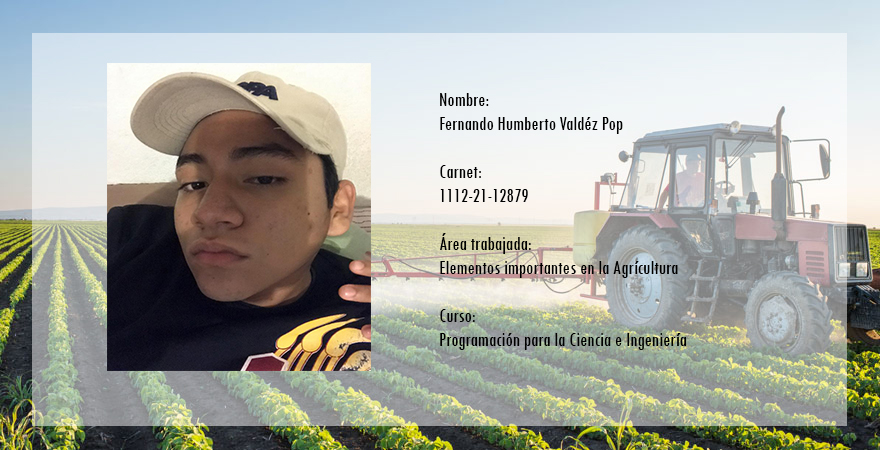 Nombre:
Fernando Humberto Valdéz Pop
Carnet:
1112-21-12879
Área trabajada:
Elementos importantes en la Agrícultura
Curso:
Programación para la Ciencia e Ingeniería